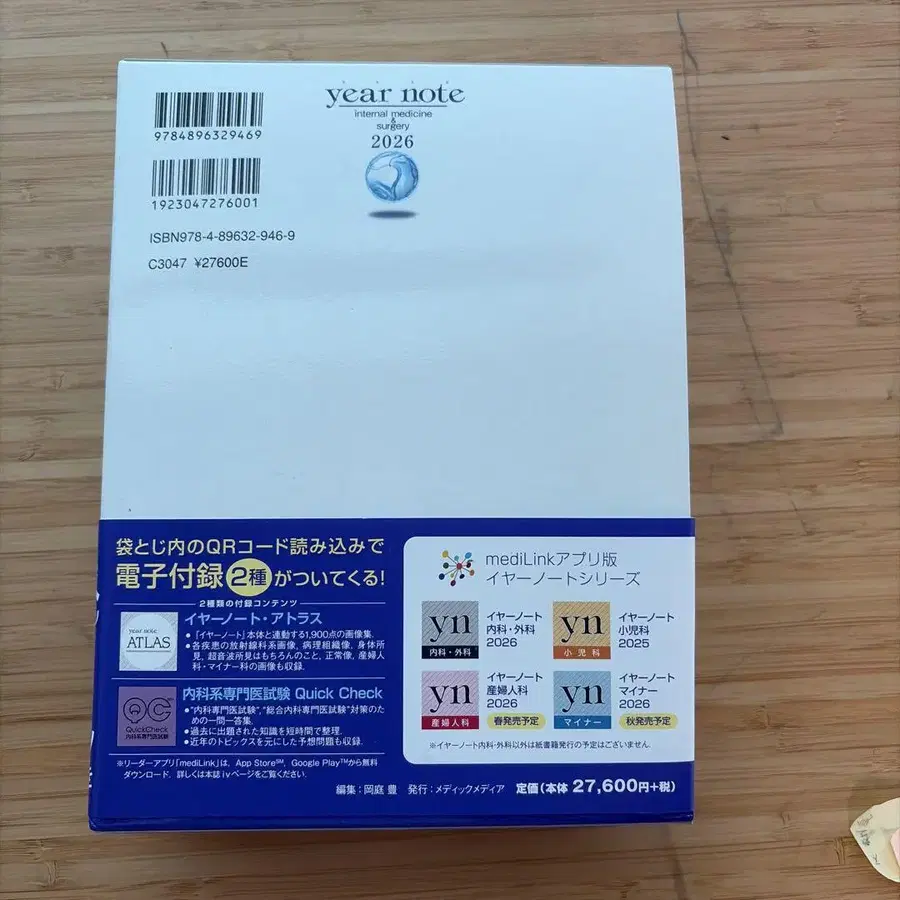 9784896329469
1923047276001
ISBN978-4-89632-946-9
C3047 ¥27600E
year note
internal medicine
&
surgery
2026
袋とじ内のQRコード読み込みで
電子付録2種がついてくる!
2種類の付録コンテンツ
year note
ATLAS
イヤーノート・アトラス
●「イヤーノート」本体と連動する1,900点の画像集.
●各疾患の放射線科系画像, 病理組織像, 身体所
見, 超音波所見はもちろんのこと, 正常像, 産婦人
科・マイナー科の画像も収録.
QC
QuickCheck
内科系専門医試験
内科系専門医試験 Quick Check
●"内科専門医試験", "総合内科専門医試験"対策のた
めの一問一答集.
●過去に出題された知識を短時間で整理.
●近年のトピックスを元にした予想問題も収録.
※リーダーアプリ「mediLink」は, App Store℠, Google Play™から無料
ダウンロード. 詳しくは本誌ⅳページをご覧ください.
mediLinkアプリ版
イヤーノートシリーズ
yn
内科・外科
イヤーノート
内科・外科
2026
yn
小児科
イヤーノート
小児科
2025
yn
産婦人科
イヤーノート
産婦人科
2026
春発売予定
yn
マイナー
イヤーノート
マイナー
2026
秋発売予定
※イヤーノート内科・外科以外は紙書籍発行の予定はございません.
編集:岡庭 豊 発行:メディックメディア 定価(本体 27,600円+税)